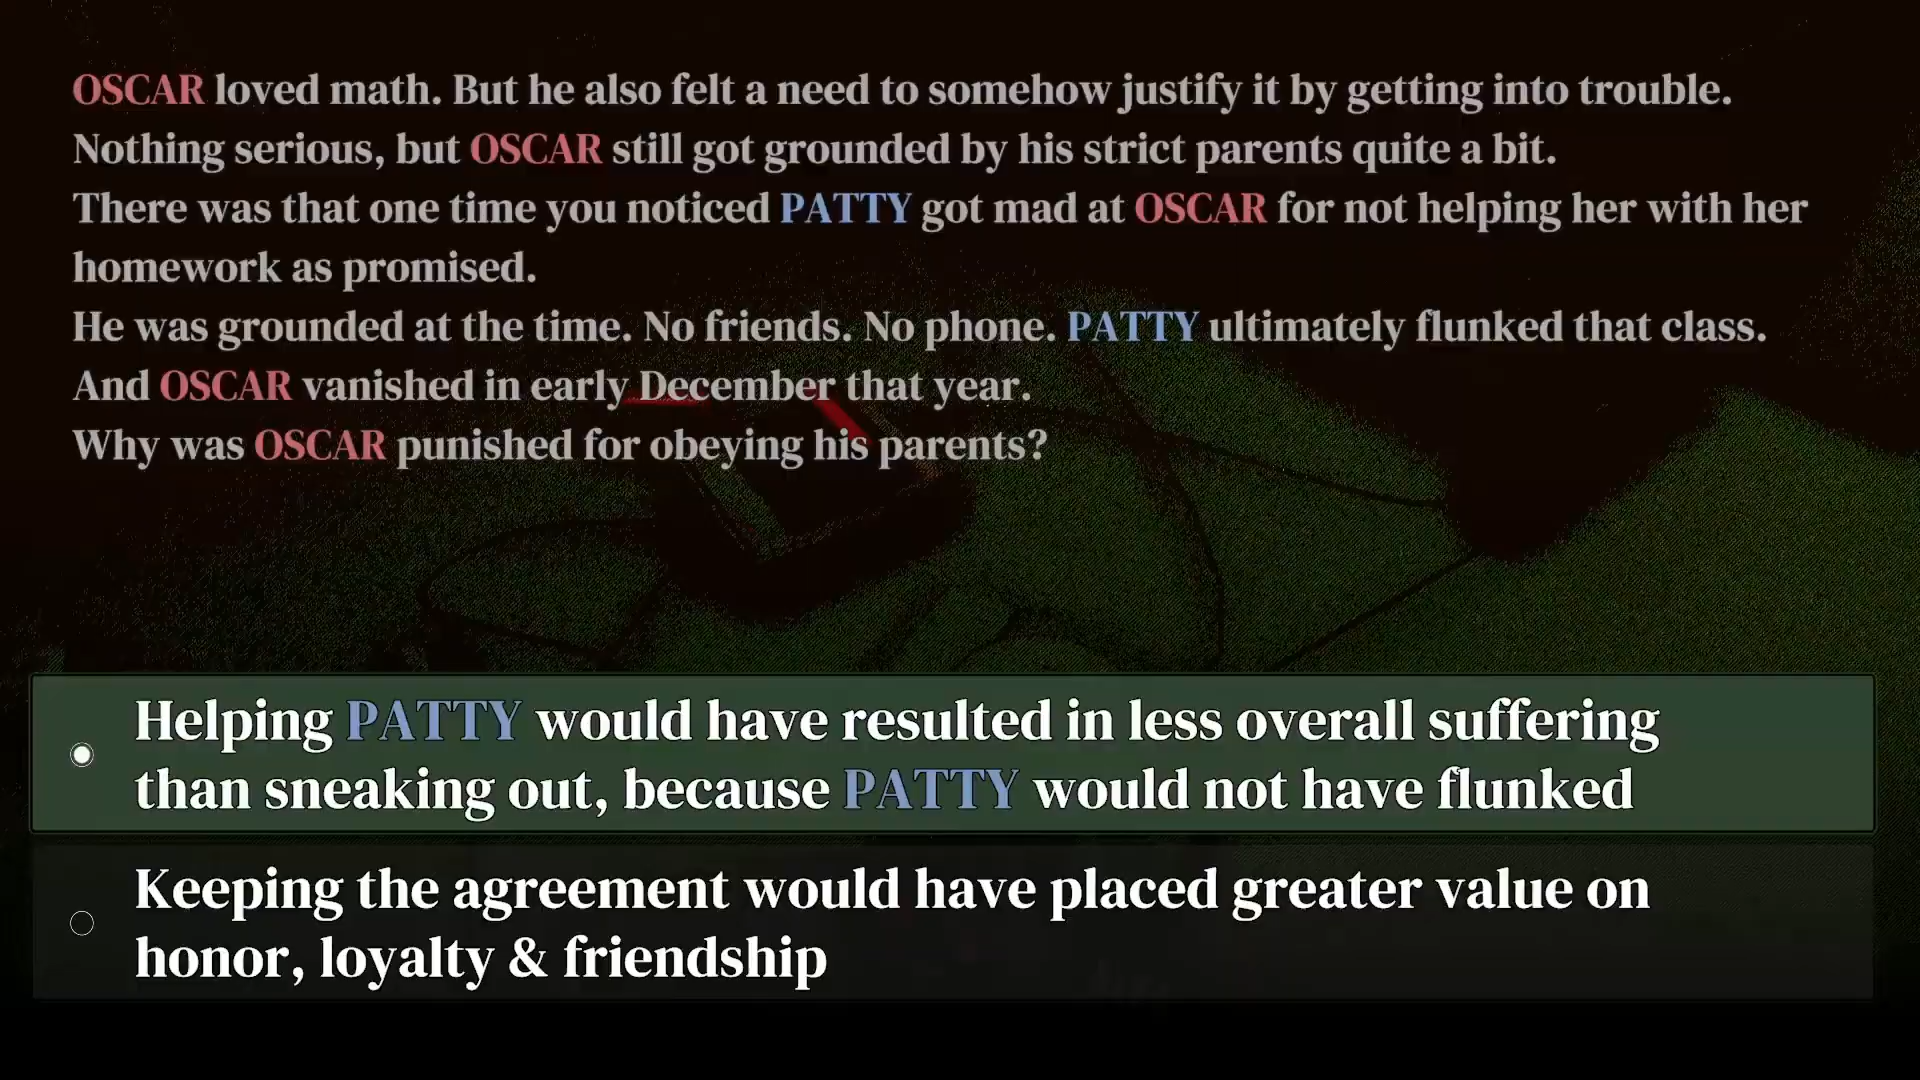 OSCAR loved math. But he also felt a need to somehow justify it by getting into trouble.
Nothing serious, but OSCAR still got grounded by his strict parents quite a bit.
There was that one time you noticed PATTY got mad at OSCAR for not helping her with her
homework as promised.
He was grounded at the time. No friends. No phone. PATTY ultimately flunked that class.
And OSCAR vanished in early December that year.
Why was OSCAR punished for obeying his parents?
Helping PATTY would have resulted in less overall suffering
than sneaking out, because PATTY would not have flunked
Keeping the agreement would have placed greater value on
honor, loyalty & friendship